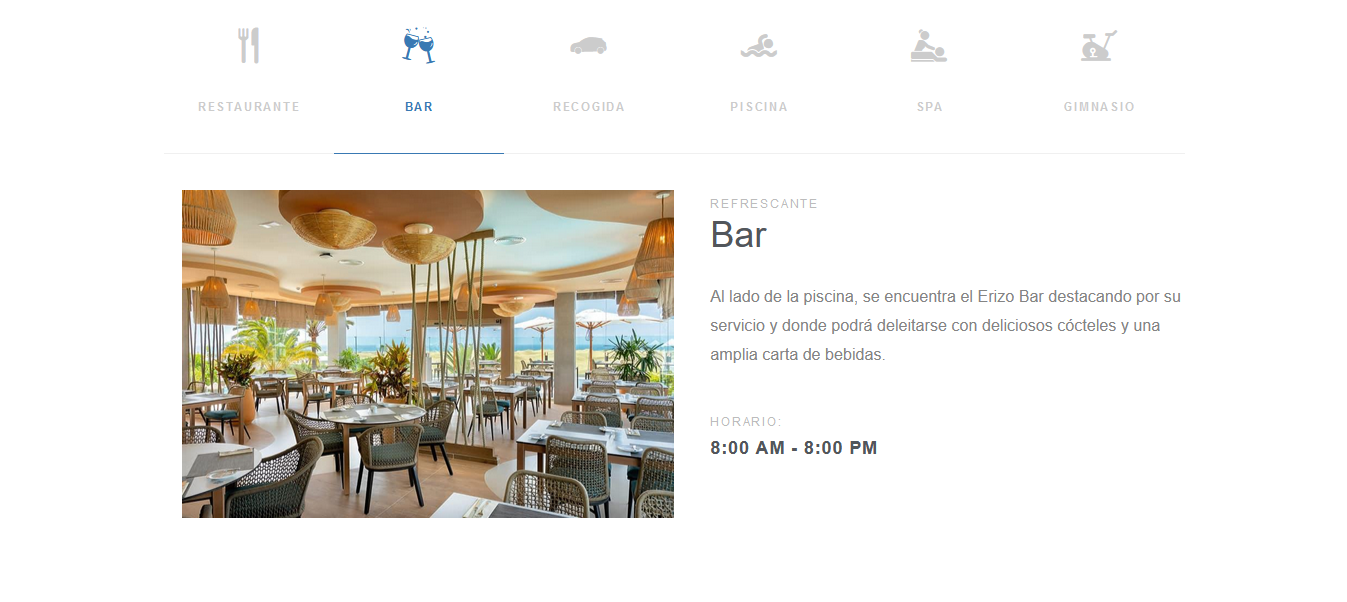 RESTAURANTE
BAR
RECOGIDA
PISCINA
SPA
GIMNASIO
REFRESCANTE
Bar
Al lado de la piscina, se encuentra el Erizo Bar destacando por su
servicio y donde podrá deleitarse con deliciosos cócteles y una
amplia carta de bebidas.
HORARIO:
8:00 AM - 8:00 PM